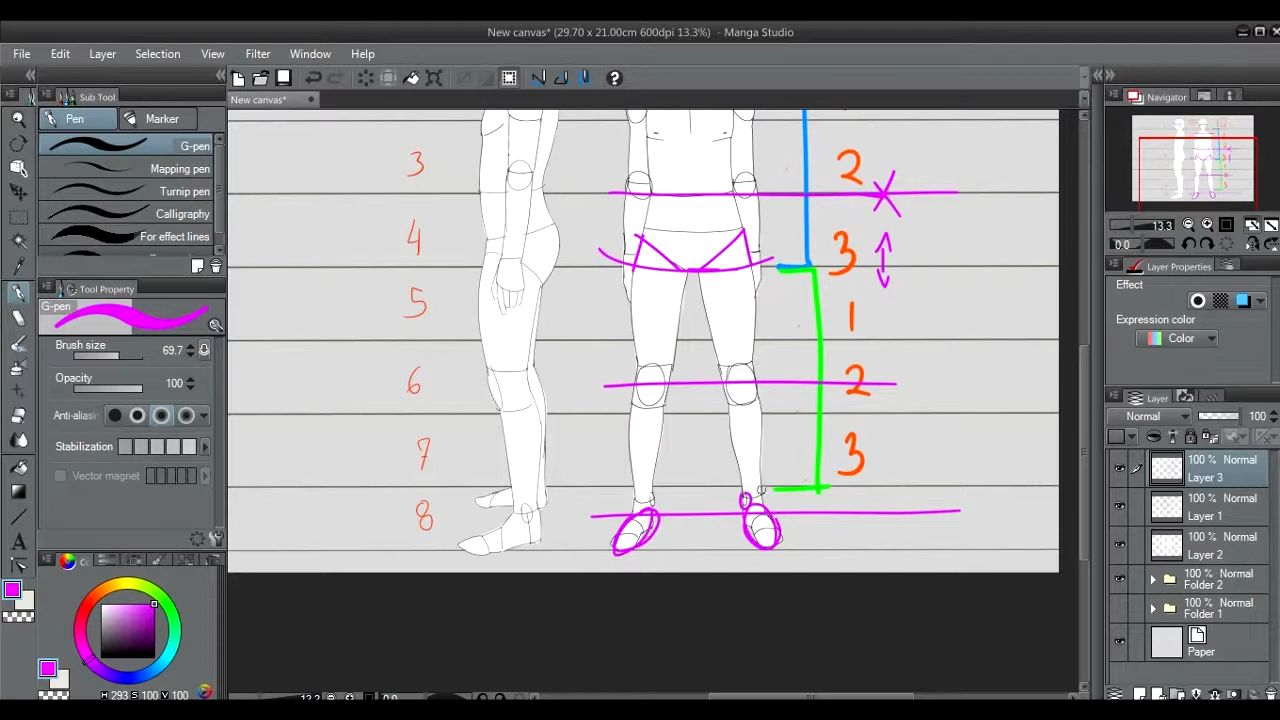 New canvas* (29.70 x 21.00cm 600dpi 13.3%) - Manga Studio
File Edit Layer Selection View Filter Window Help
Sub Tool
New canvas*
Navigator
Pen Marker
G-pen
Mapping pen
Turnip pen
Calligraphy
For effect lines
Tool Property
G-pen
Brush size 69.7
Opacity 100
Anti-aliasin
Stabilization
Vector magnet
H 293 S 100 V 100
3
4
5
6
7
8
2
3
1
2
3
13.3
0.0
Layer Properties
Effect
Expression color
Color
Layer
Normal 100
100 % Normal
Layer 3
100 % Normal
Layer 1
100 % Normal
Layer 2
100 % Normal
Folder 2
100 % Normal
Folder 1
Paper